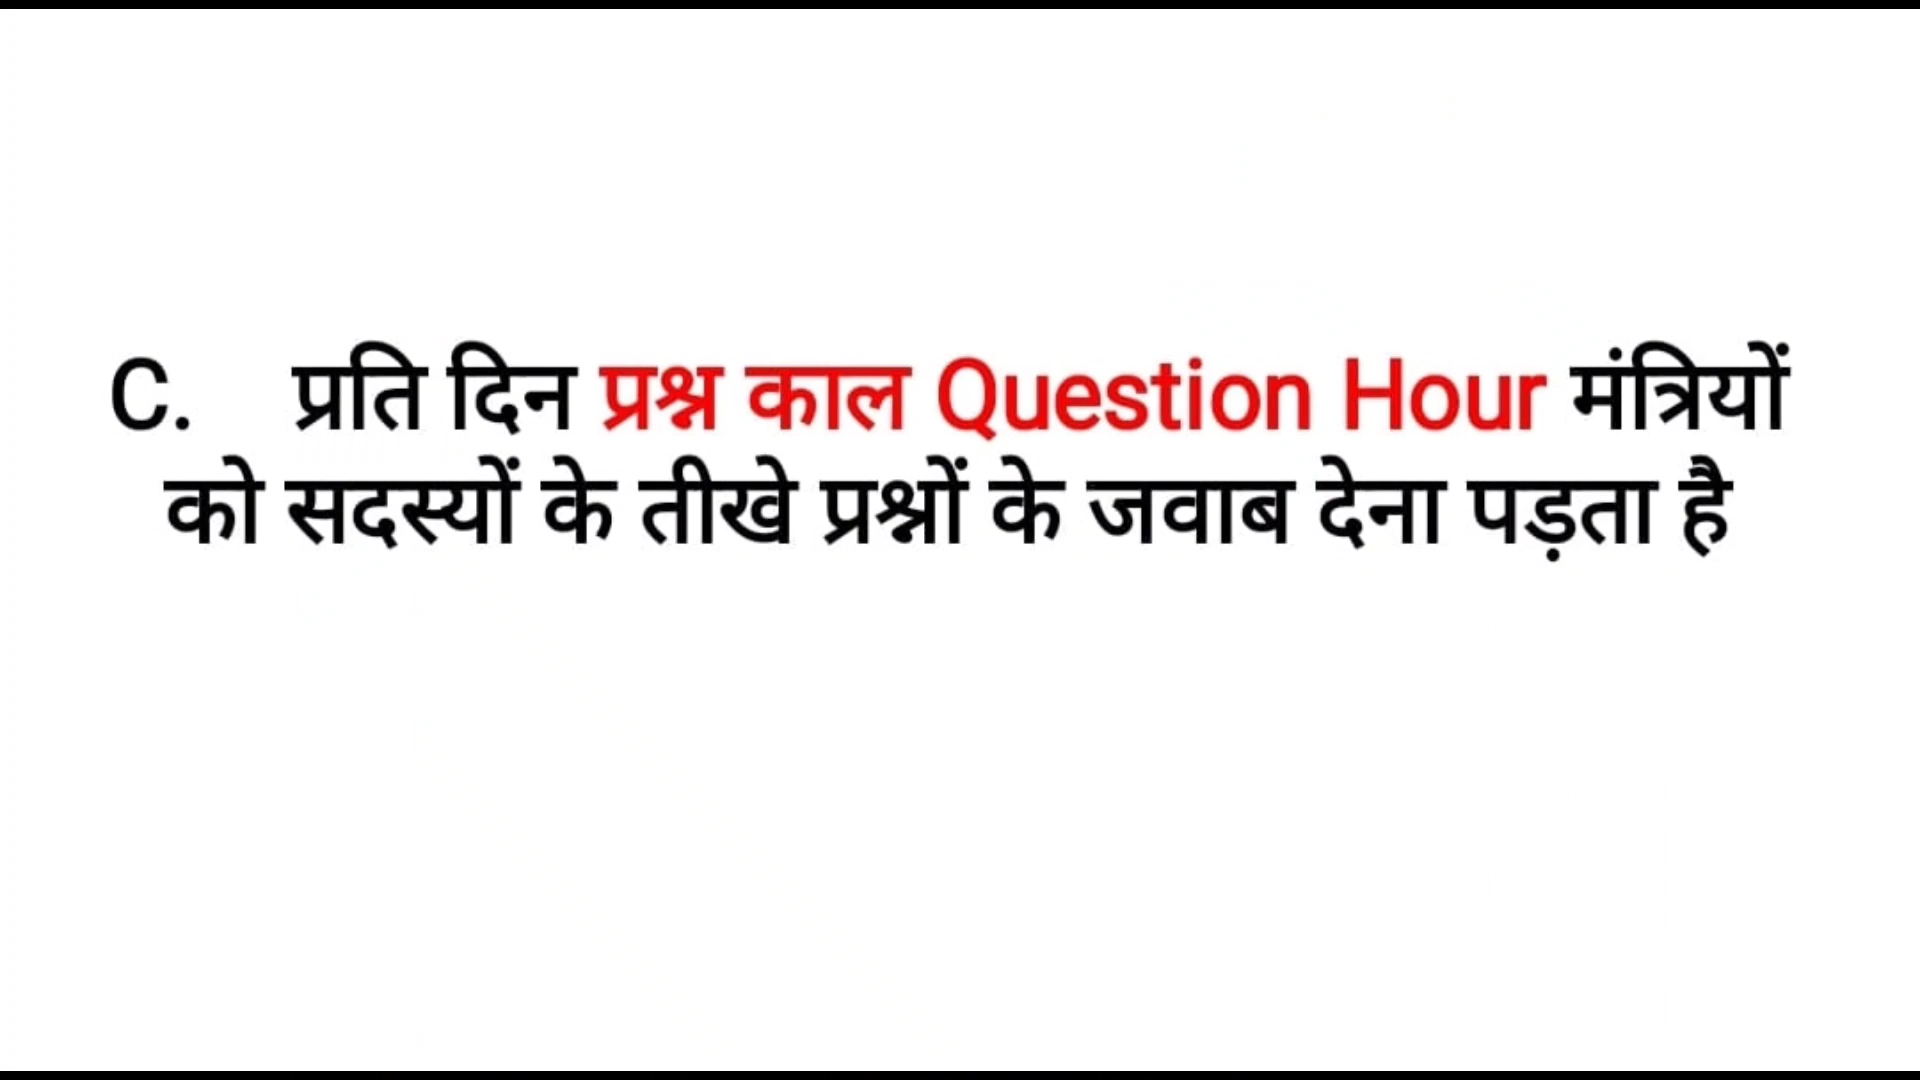 C. प्रति दिन प्रश्न काल Question Hour मंत्रियों
को सदस्यों के तीखे प्रश्नों के जवाब देना पड़ता है